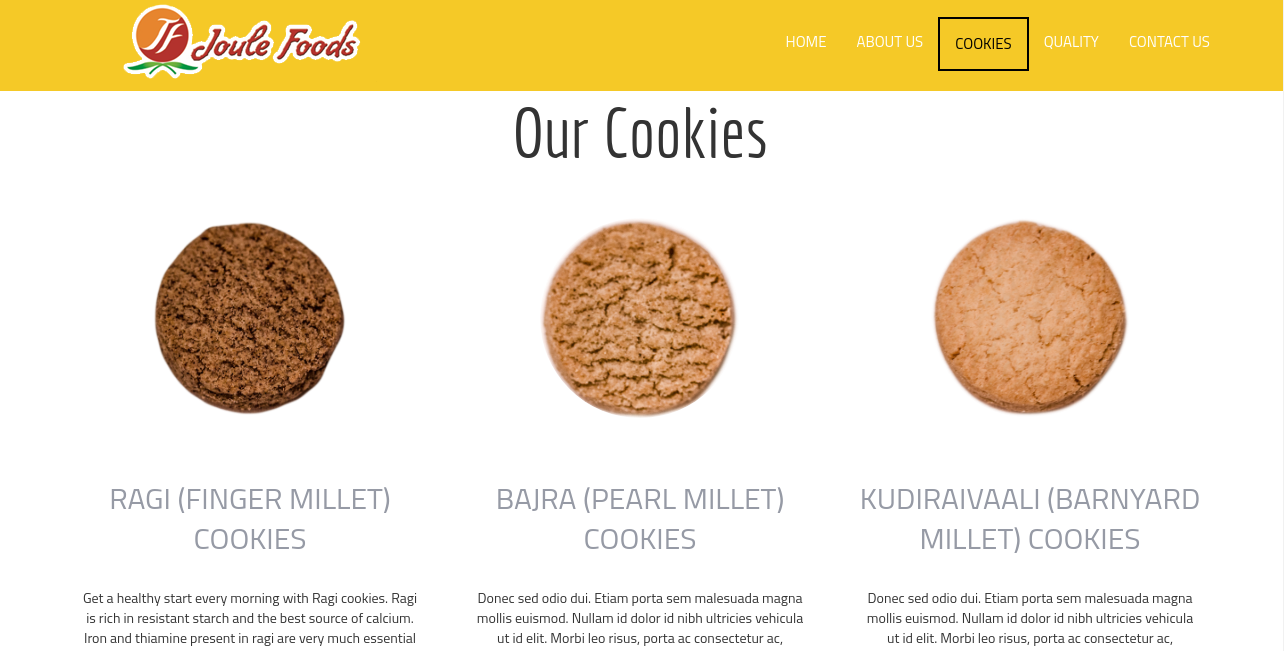 JF Joule Foods
HOME ABOUT US COOKIES QUALITY CONTACT US
Our Cookies
RAGI (FINGER MILLET)
COOKIES
Get a healthy start every morning with Ragi cookies. Ragi
is rich in resistant starch and the best source of calcium.
Iron and thiamine present in ragi are very much essential
BAJRA (PEARL MILLET)
COOKIES
Donec sed odio dui. Etiam porta sem malesuada magna
mollis euismod. Nullam id dolor id nibh ultricies vehicula
ut id elit. Morbi leo risus, porta ac consectetur ac,
KUDIRAIVAALI (BARNYARD
MILLET) COOKIES
Donec sed odio dui. Etiam porta sem malesuada magna
mollis euismod. Nullam id dolor id nibh ultricies vehicula
ut id elit. Morbi leo risus, porta ac consectetur ac,